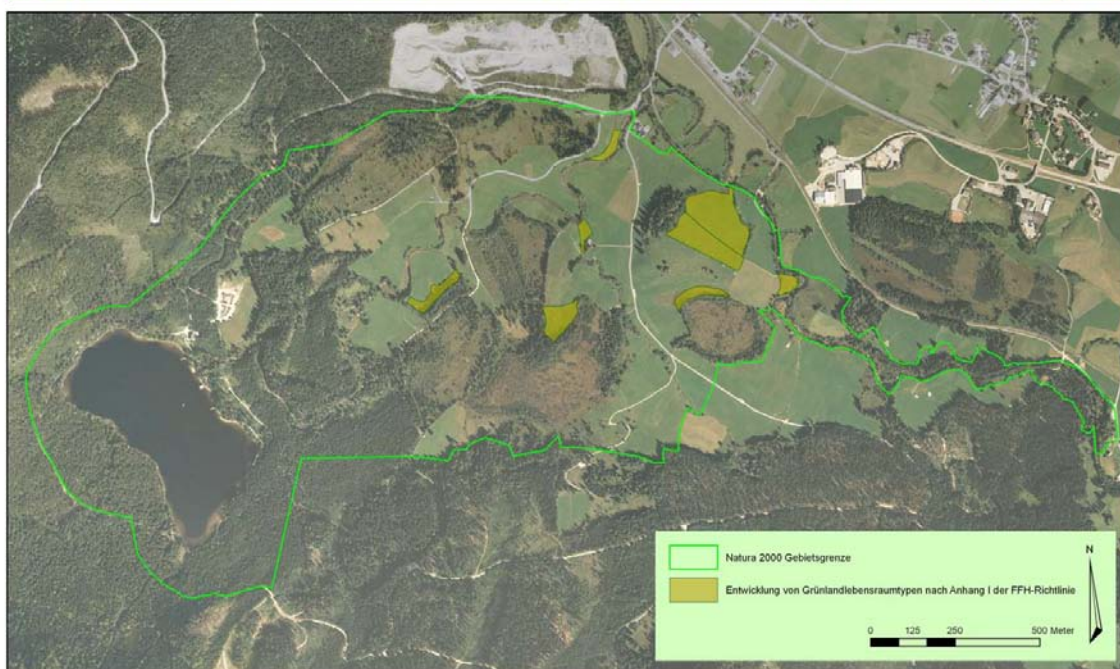 Natura 2000 Gebietsgrenze
N
Entwicklung von Grünlandlebensraumtypen nach Anhang I der FFH-Richtlinie
0 125 250 500 Meter